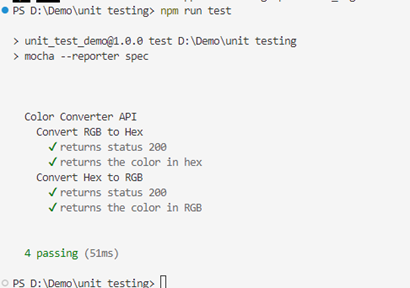 PS D:\Demo\unit testing> npm run test
> unit_test_demo@1.0.0 test D:\Demo\unit testing
> mocha --reporter spec
Color Converter API
Convert RGB to Hex
✓ returns status 200
✓ returns the color in hex
Convert Hex to RGB
✓ returns status 200
✓ returns the color in RGB
4 passing (51ms)
PS D:\Demo\unit testing>